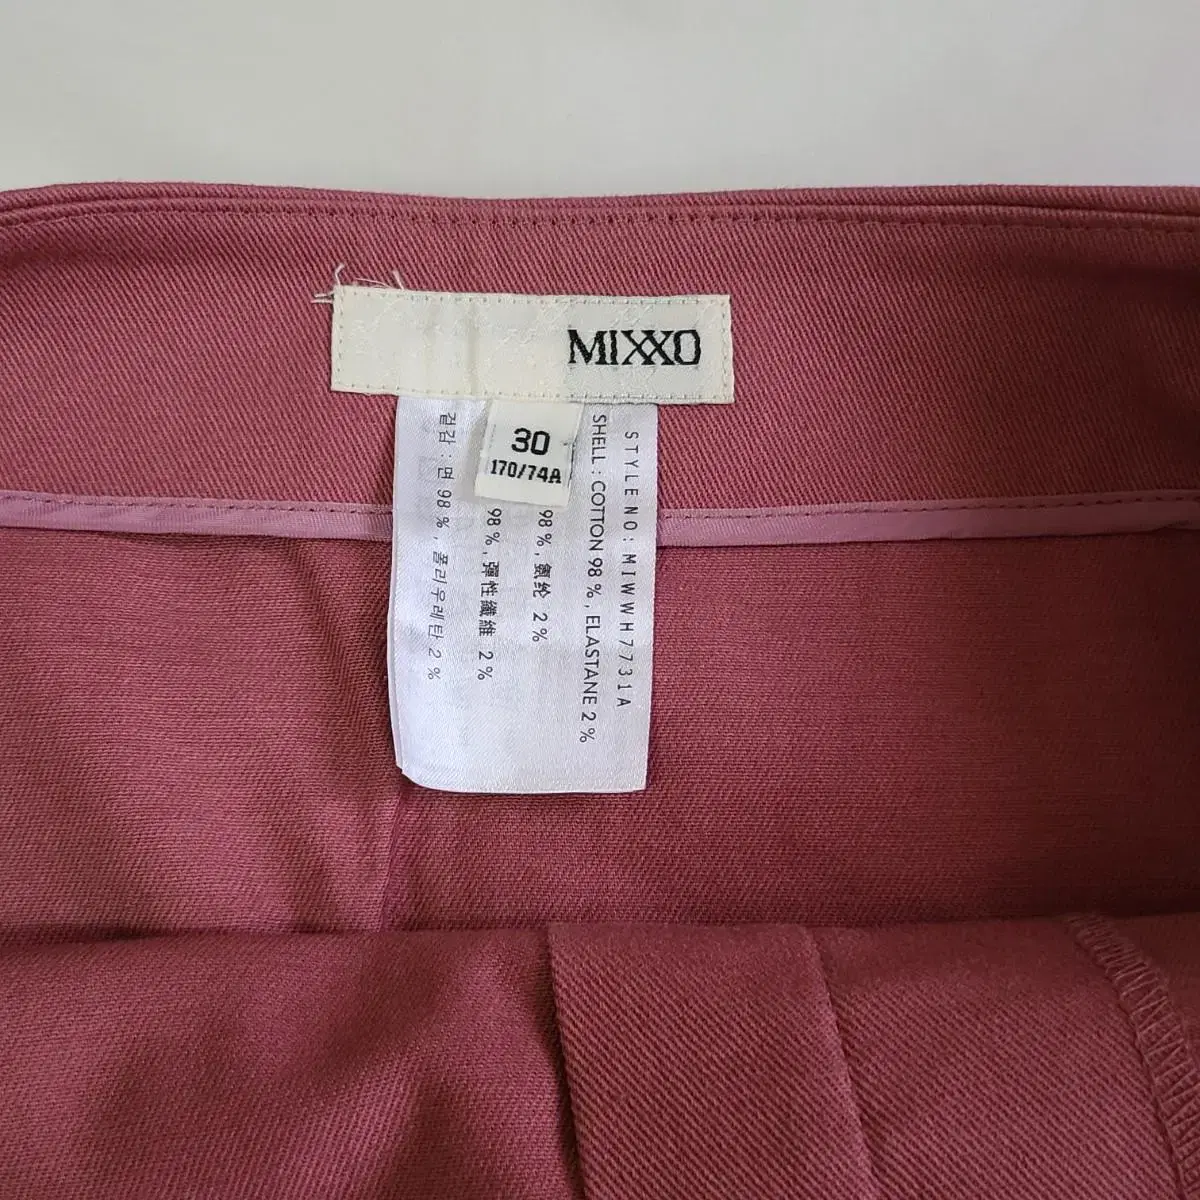 MIXXO
30
170/74A
STYLE NO: MIWWH7731A
SHELL : COTTON 98 %, ELASTANE 2 %
98 %, 氨纶 2 %
98 %, 彈性纖維 2 %
겉감 : 면 98 %, 폴리우레탄 2 %